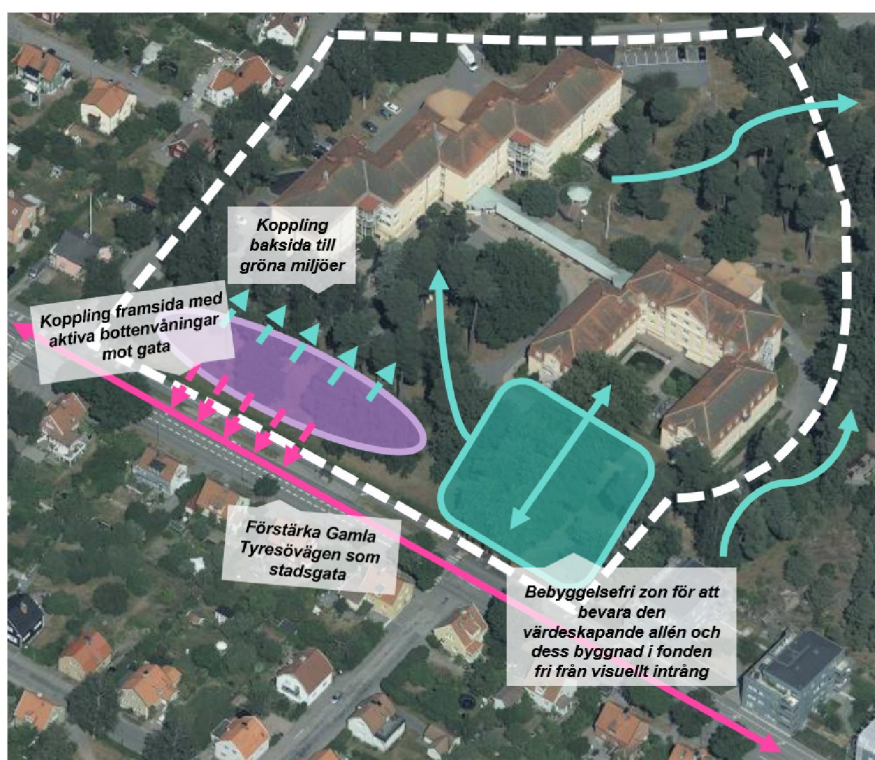 Koppling
baksida till
gröna miljöer
Koppling framsida med
aktiva bottenvåningar
mot gata
Förstärka Gamla
Tyresövägen som
stadsgata
Bebyggelsefri zon för att
bevara den
värdeskapande allén och
dess byggnad i fonden
fri från visuellt intrång